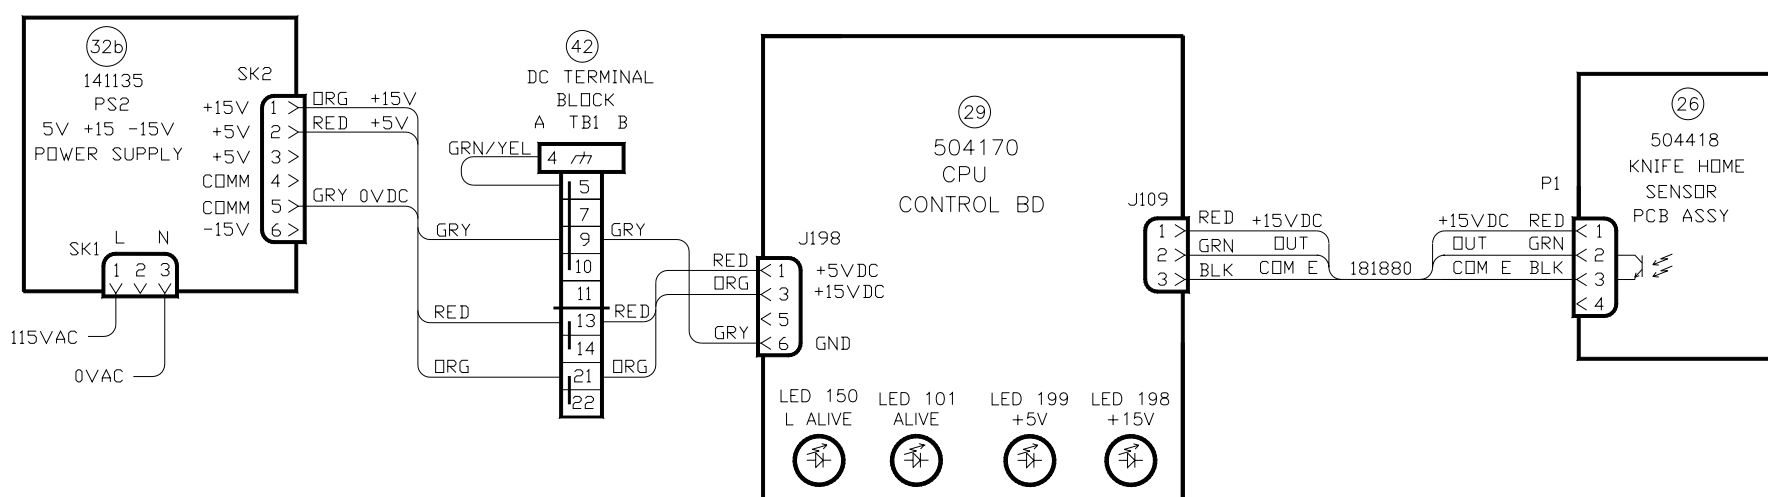 32b
141135
PS2
5V +15 -15V
POWER SUPPLY
SK2
+15V 1 ORG +15V
+5V 2 RED +5V
+5V 3
COMM 4
COMM 5 GRY 0VDC
-15V 6
SK1 L N
1 2 3
115VAC
0VAC
42
DC TERMINAL
BLOCK
A TB1 B
GRN/YEL 4
5
7
GRY 9 GRY
10
11
RED 13 RED
14
ORG 21 ORG
22
29
504170
CPU
CONTROL BD
J198
RED 1 +5VDC
ORG 3 +15VDC
5
GRY 6 GND
LED 150
L ALIVE
LED 101
ALIVE
LED 199
+5V
LED 198
+15V
J109
1 RED +15VDC
2 GRN OUT
3 BLK COM E
181880
26
504418
KNIFE HOME
SENSOR
PCB ASSY
P1
+15VDC RED 1
OUT GRN 2
COM E BLK 3
4